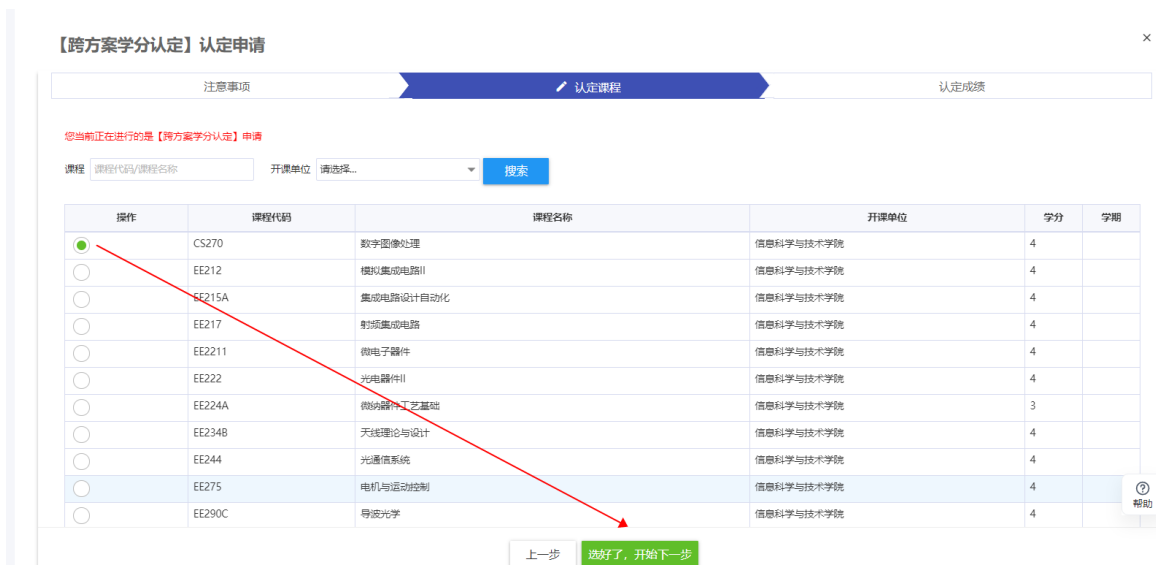 【跨方案学分认定】认定申请
×
注意事项 认定课程 认定成绩
您当前正在进行的是【跨方案学分认定】申请
课程 课程代码/课程名称 开课单位 请选择... 搜索
操作 课程代码 课程名称 开课单位 学分 学期
CS270 数字图像处理 信息科学与技术学院 4
EE212 模拟集成电路II 信息科学与技术学院 4
EE215A 集成电路设计自动化 信息科学与技术学院 4
EE217 射频集成电路 信息科学与技术学院 4
EE2211 微电子器件 信息科学与技术学院 4
EE222 光电器件II 信息科学与技术学院 4
EE224A 微纳器件工艺基础 信息科学与技术学院 3
EE234B 天线理论与设计 信息科学与技术学院 4
EE244 光通信系统 信息科学与技术学院 4
EE275 电机与运动控制 信息科学与技术学院 4
EE290C 导波光学 信息科学与技术学院 4
帮助
上一步 选好了，开始下一步